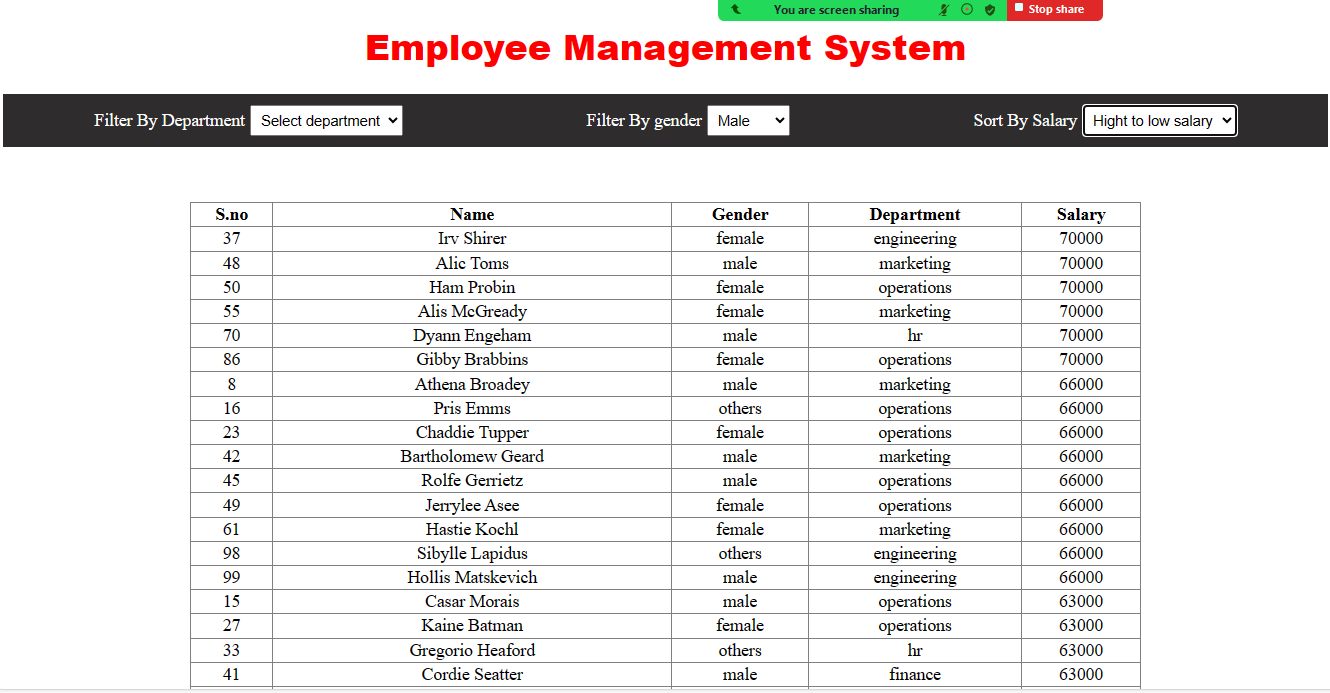 You are screen sharing Stop share
Employee Management System
Filter By Department Select department Filter By gender Male Sort By Salary Hight to low salary
S.no Name Gender Department Salary
37 Irv Shirer female engineering 70000
48 Alic Toms male marketing 70000
50 Ham Probin female operations 70000
55 Alis McGready female marketing 70000
70 Dyann Engeham male hr 70000
86 Gibby Brabbins female operations 70000
8 Athena Broadey male marketing 66000
16 Pris Emms others operations 66000
23 Chaddie Tupper female operations 66000
42 Bartholomew Geard male marketing 66000
45 Rolfe Gerrietz male operations 66000
49 Jerrylee Asee female operations 66000
61 Hastie Kochl female marketing 66000
98 Sibylle Lapidus others engineering 66000
99 Hollis Matskevich male engineering 66000
15 Casar Morais male operations 63000
27 Kaine Batman female operations 63000
33 Gregorio Heaford others hr 63000
41 Cordie Seatter male finance 63000